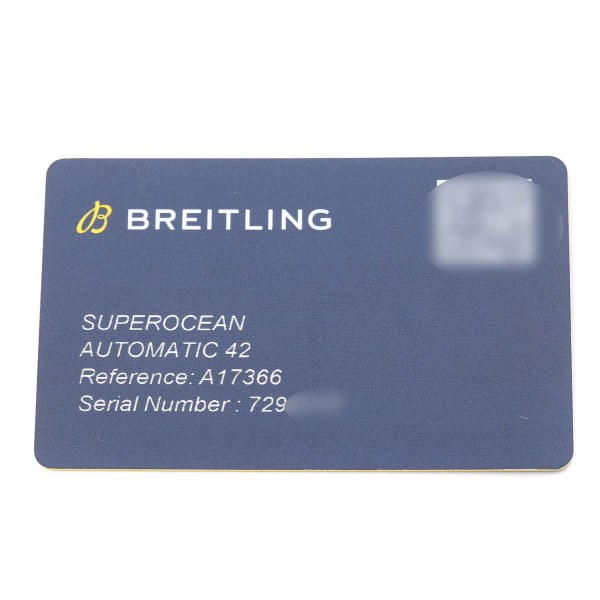 BREITLING
SUPEROCEAN
AUTOMATIC 42
Reference: A17366
Serial Number : 729